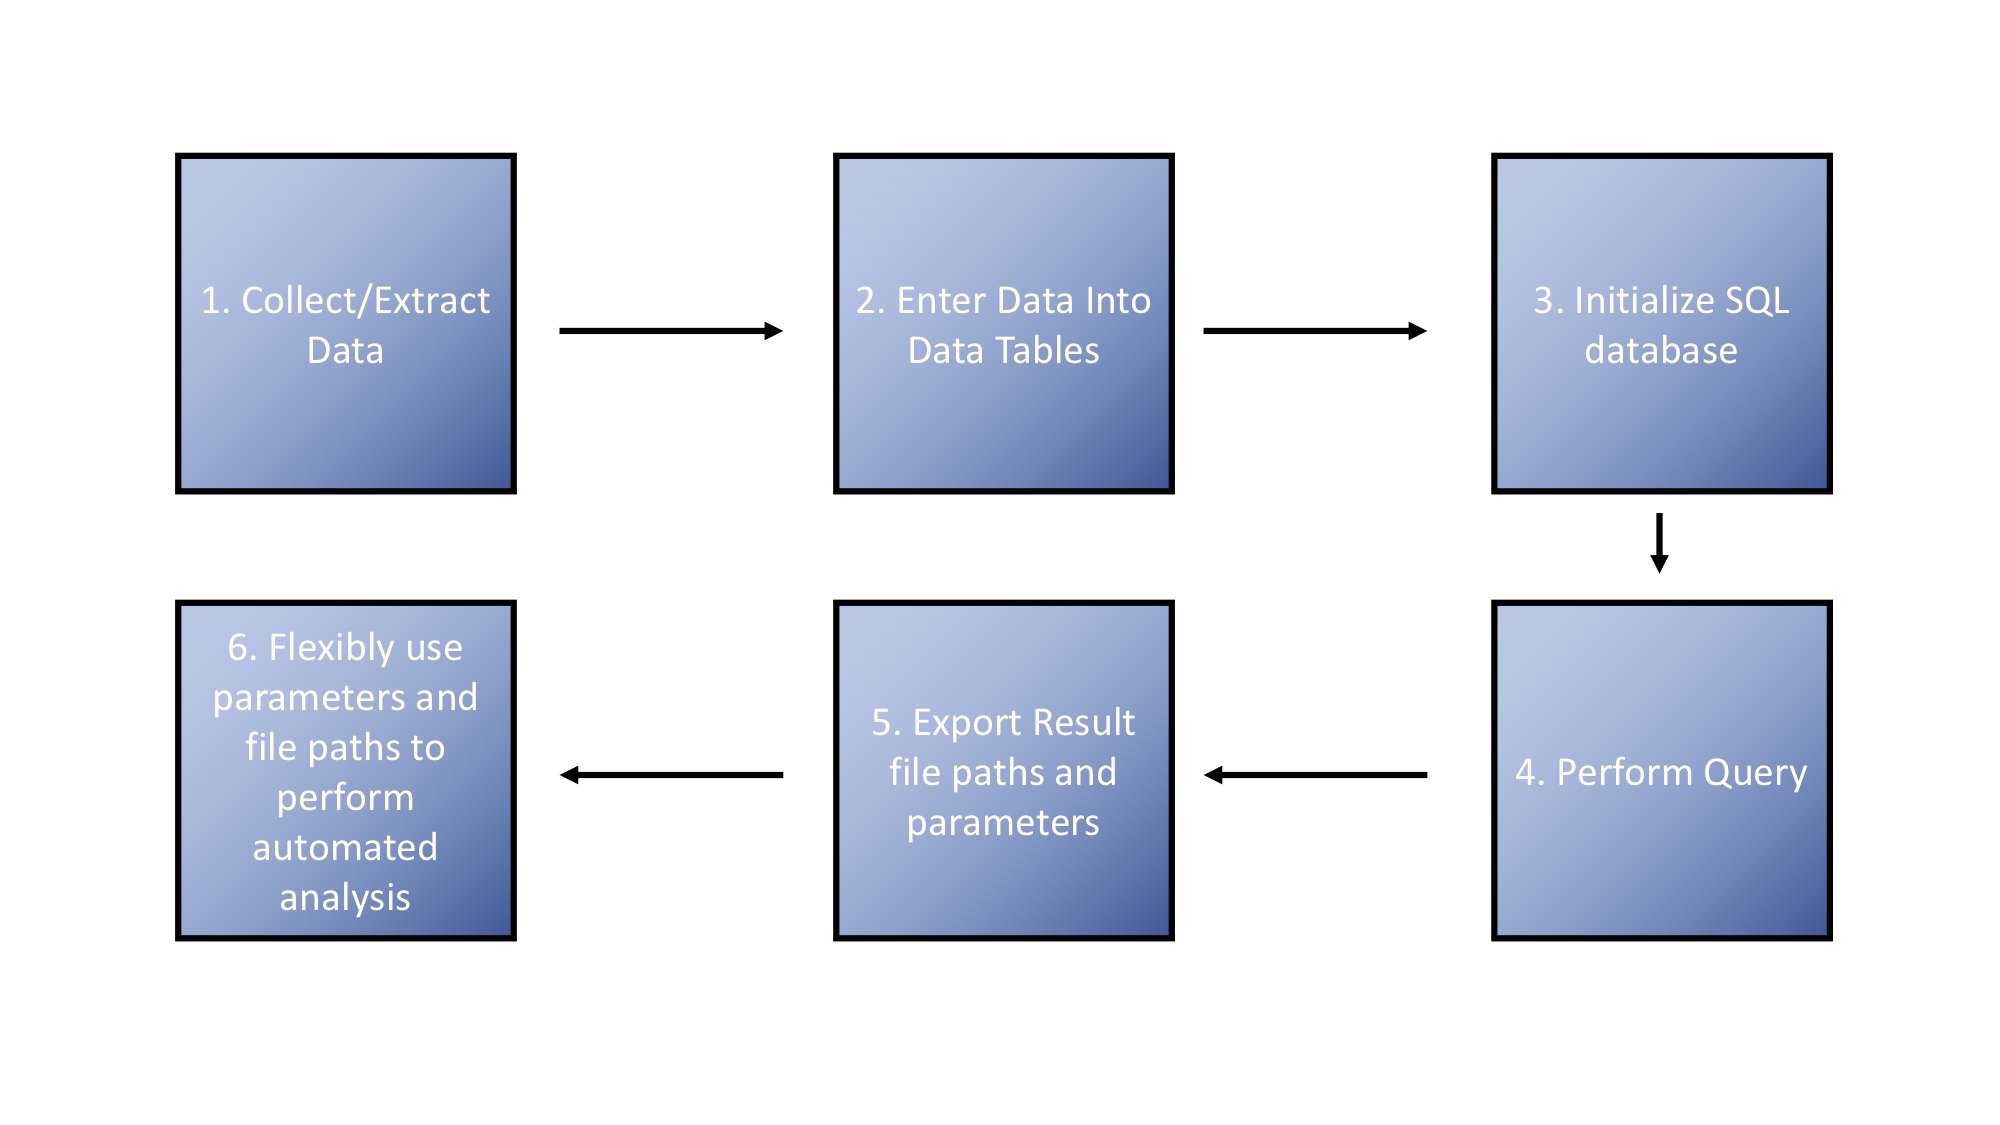 1. Collect/Extract
Data
2. Enter Data Into
Data Tables
3. Initialize SQL
database
4. Perform Query
5. Export Result
file paths and
parameters
6. Flexibly use
parameters and
file paths to
perform
automated
analysis